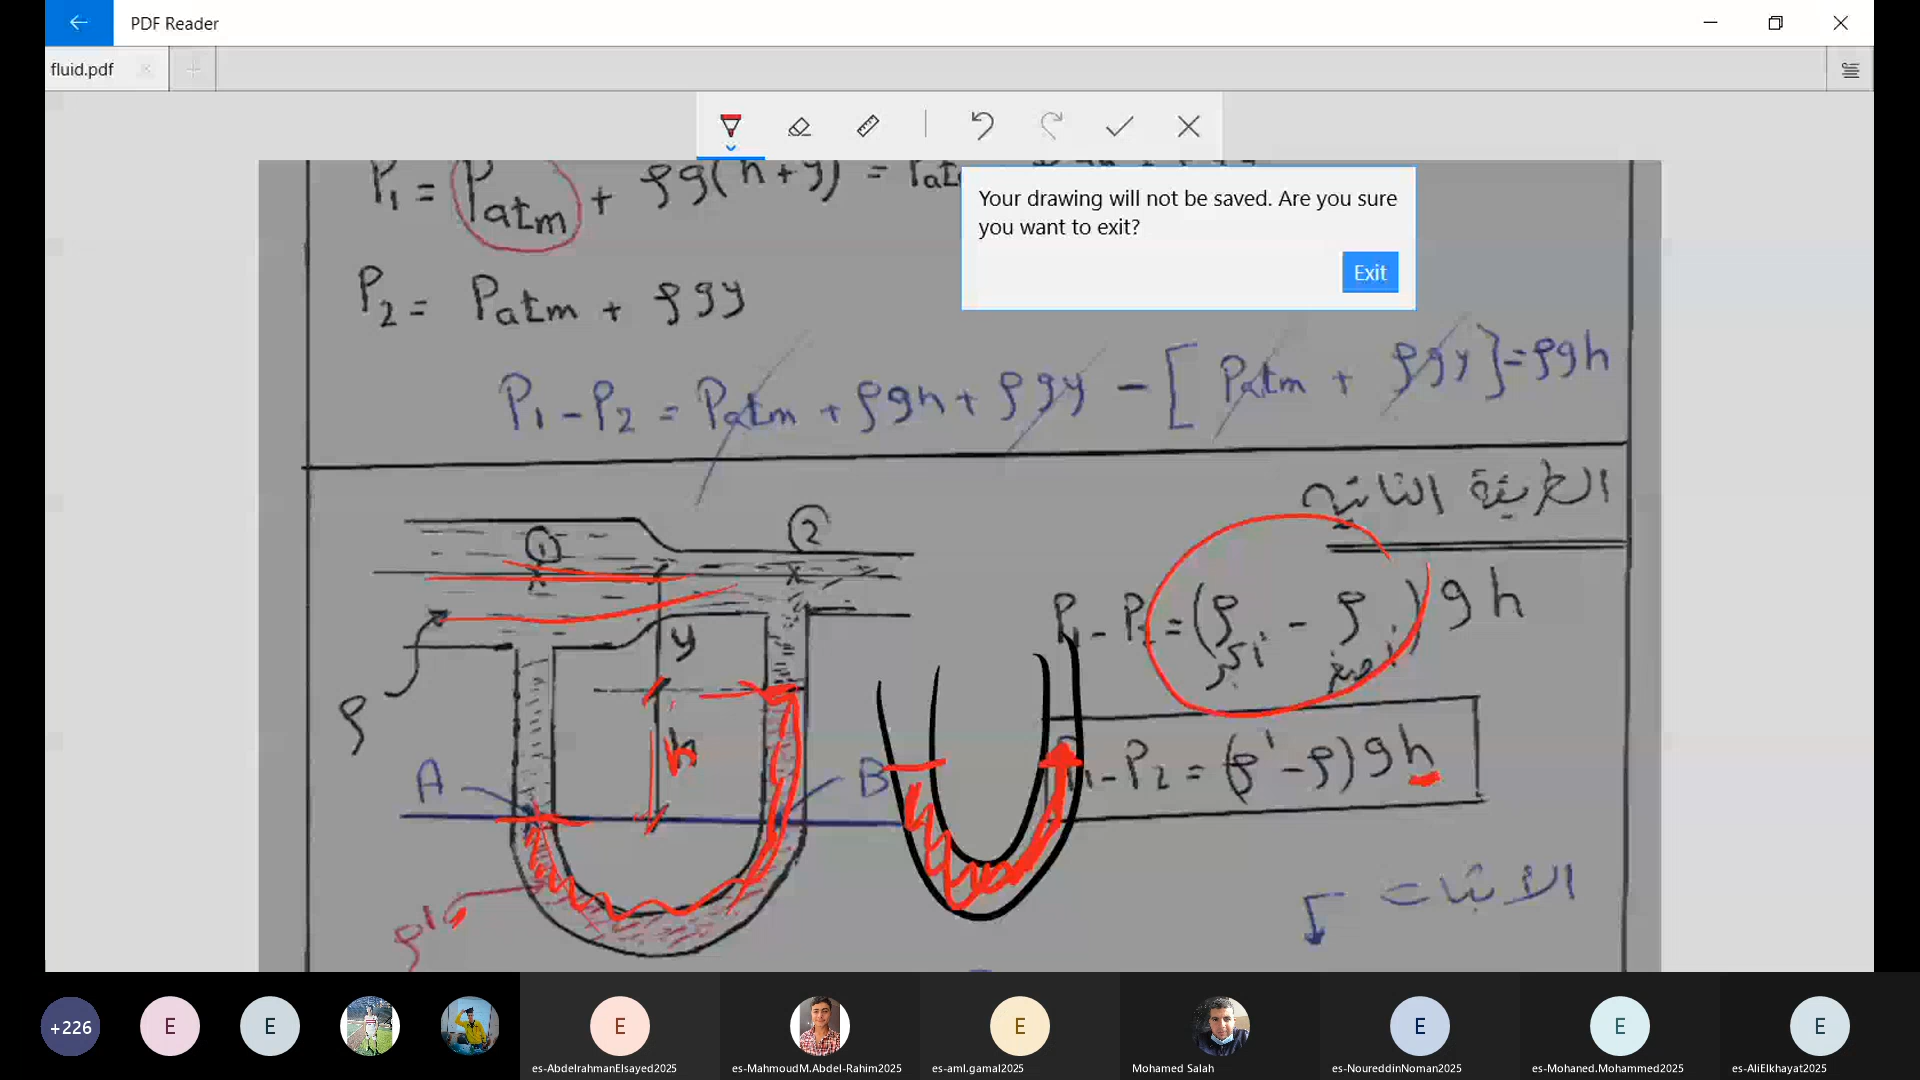 PDF Reader
fluid.pdf
P₁ = Patm + ρg(h+y) = Pat
Your drawing will not be saved. Are you sure
you want to exit?
Exit
P₂ = Patm + ρgy
P₁ - P₂ = Patm + ρgh + ρgy - [Patm + ρgy] = ρgh
الطريقة الثانية
① ②
P₁ - P₂ = (ρ - ρ) g h
أكبر أصغر
y
ρ
h
P₁ - P₂ = (ρ' - ρ) g h
A B
الاثبات
ρ'
+226 E E E E E E E
es-AbdelrahmanElsayed2025 es-MahmoudM.Abdel-Rahim2025 es-aml.gamal2025 Mohamed Salah es-NoureddinNoman2025 es-Mohaned.Mohammed2025 es-AliElkhayat2025